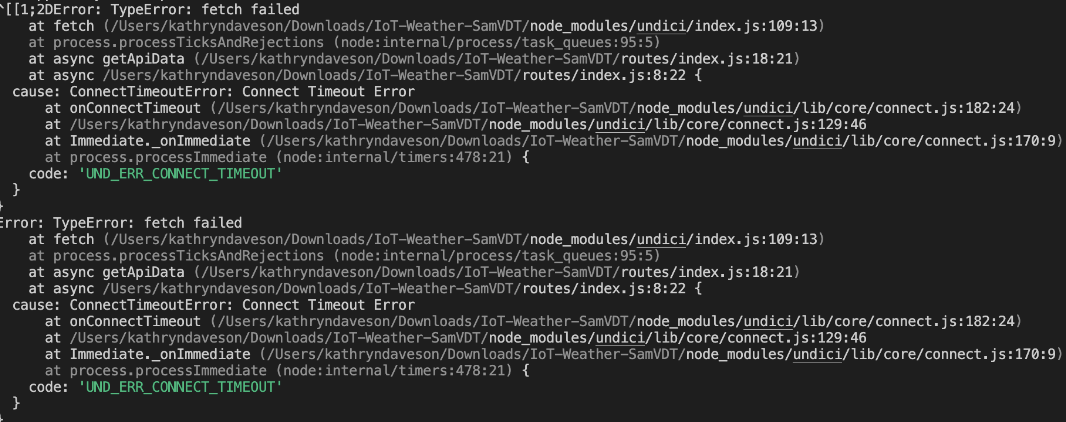 ^[[1;2DError: TypeError: fetch failed
at fetch (/Users/kathryndaveson/Downloads/IoT-Weather-SamVDT/node_modules/undici/index.js:109:13)
at process.processTicksAndRejections (node:internal/process/task_queues:95:5)
at async getApiData (/Users/kathryndaveson/Downloads/IoT-Weather-SamVDT/routes/index.js:18:21)
at async /Users/kathryndaveson/Downloads/IoT-Weather-SamVDT/routes/index.js:8:22 {
cause: ConnectTimeoutError: Connect Timeout Error
at onConnectTimeout (/Users/kathryndaveson/Downloads/IoT-Weather-SamVDT/node_modules/undici/lib/core/connect.js:182:24)
at /Users/kathryndaveson/Downloads/IoT-Weather-SamVDT/node_modules/undici/lib/core/connect.js:129:46
at Immediate._onImmediate (/Users/kathryndaveson/Downloads/IoT-Weather-SamVDT/node_modules/undici/lib/core/connect.js:170:9)
at process.processImmediate (node:internal/timers:478:21) {
code: 'UND_ERR_CONNECT_TIMEOUT'
}
}
Error: TypeError: fetch failed
at fetch (/Users/kathryndaveson/Downloads/IoT-Weather-SamVDT/node_modules/undici/index.js:109:13)
at process.processTicksAndRejections (node:internal/process/task_queues:95:5)
at async getApiData (/Users/kathryndaveson/Downloads/IoT-Weather-SamVDT/routes/index.js:18:21)
at async /Users/kathryndaveson/Downloads/IoT-Weather-SamVDT/routes/index.js:8:22 {
cause: ConnectTimeoutError: Connect Timeout Error
at onConnectTimeout (/Users/kathryndaveson/Downloads/IoT-Weather-SamVDT/node_modules/undici/lib/core/connect.js:182:24)
at /Users/kathryndaveson/Downloads/IoT-Weather-SamVDT/node_modules/undici/lib/core/connect.js:129:46
at Immediate._onImmediate (/Users/kathryndaveson/Downloads/IoT-Weather-SamVDT/node_modules/undici/lib/core/connect.js:170:9)
at process.processImmediate (node:internal/timers:478:21) {
code: 'UND_ERR_CONNECT_TIMEOUT'
}
}